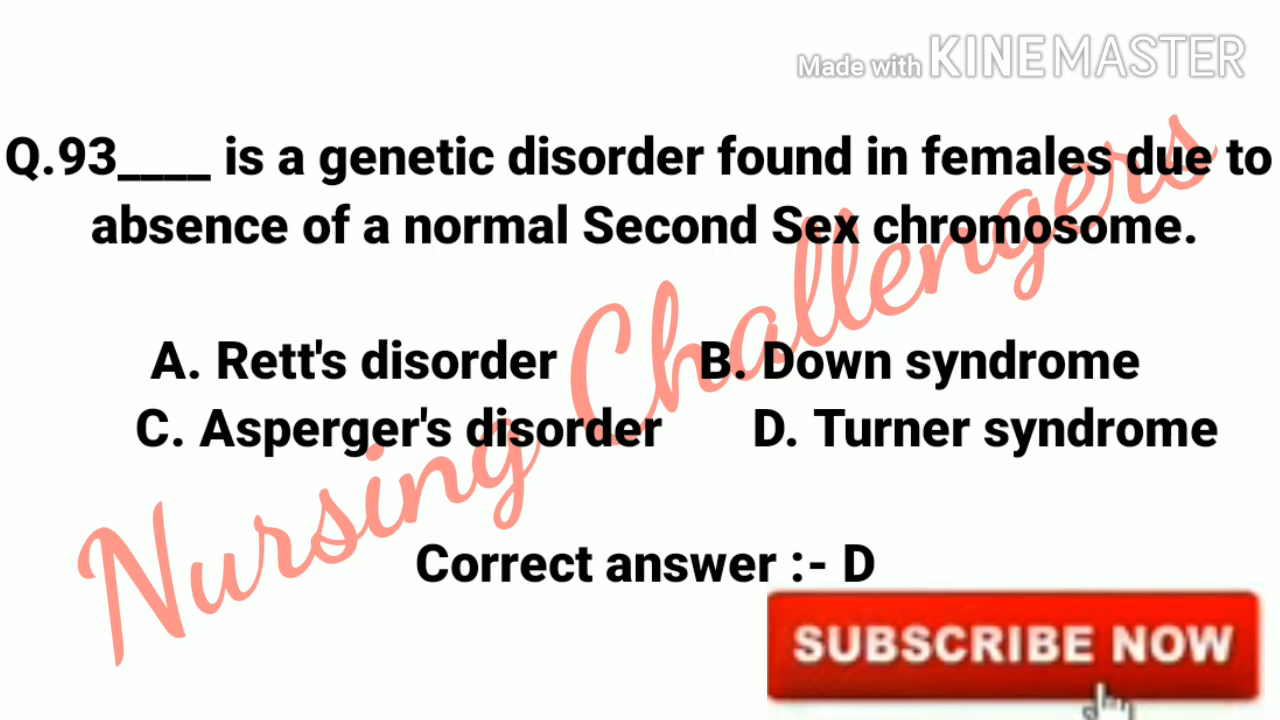 Made with KINEMASTER
Q.93____ is a genetic disorder found in females due to
absence of a normal Second Sex chromosome.
A. Rett's disorder B. Down syndrome
C. Asperger's disorder D. Turner syndrome
Nursing Challengers
Correct answer :- D
SUBSCRIBE NOW